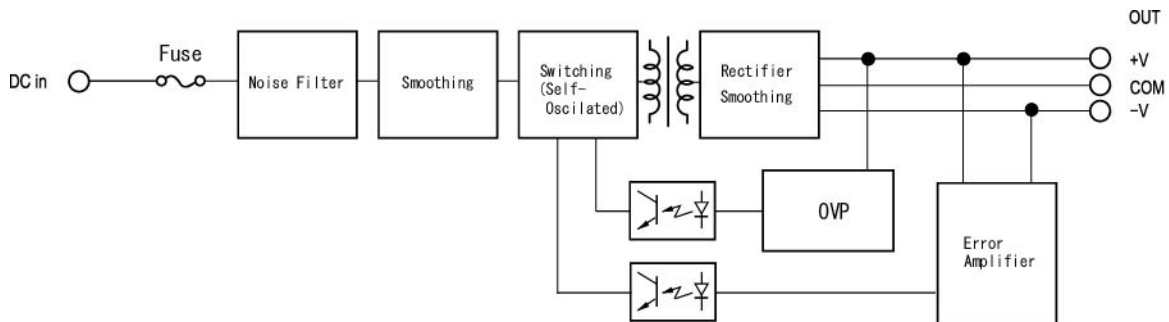 OUT
Fuse
DC in
Noise Filter
Smoothing
Switching
(Self-
Oscilated)
Rectifier
Smoothing
+V
COM
-V
OVP
Error
Amplifier